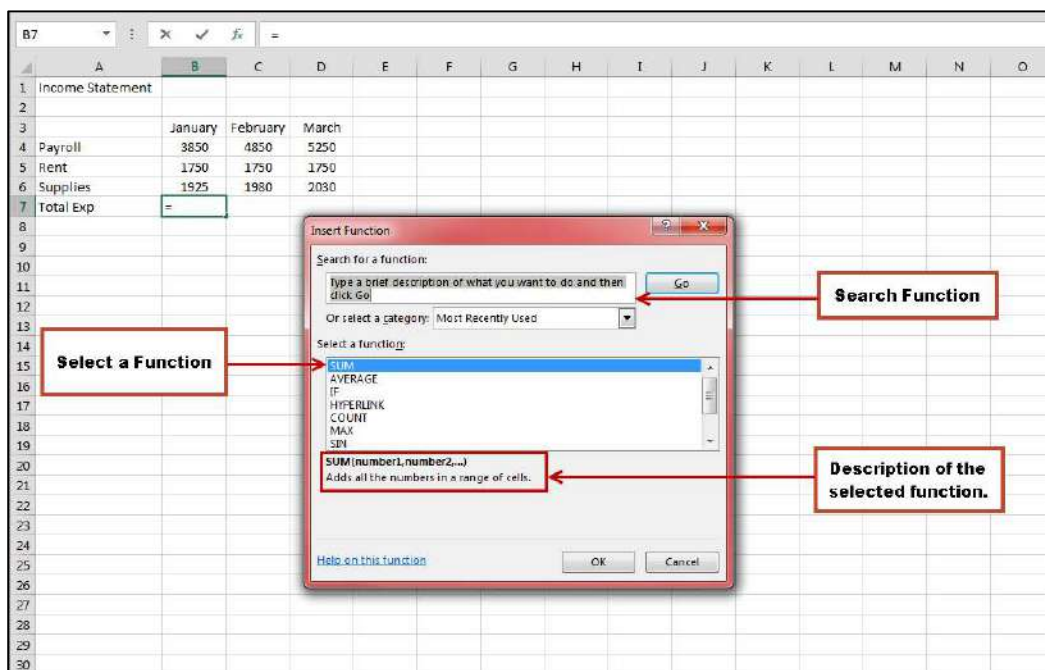 B7 fx =
A B C D E F G H I J K L M N O
1 Income Statement
2
3 January February March
4 Payroll 3850 4850 5250
5 Rent 1750 1750 1750
6 Supplies 1925 1980 2030
7 Total Exp =
8
9
10
11
12
13
14
15
16
17
18
19
20
21
22
23
24
25
26
27
28
29
30
Insert Function
Search for a function:
Type a brief description of what you want to do and then
click Go
Go
Or select a category: Most Recently Used
Select a function:
SUM
AVERAGE
IF
HYPERLINK
COUNT
MAX
SIN
SUM(number1,number2,...)
Adds all the numbers in a range of cells.
Help on this function
OK Cancel
Search Function
Select a Function
Description of the
selected function.